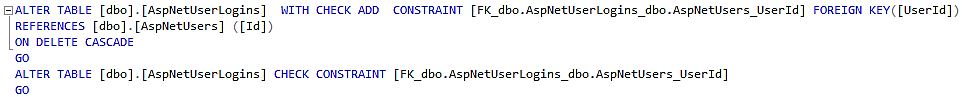 ALTER TABLE [dbo].[AspNetUserLogins]  WITH CHECK ADD  CONSTRAINT [FK_dbo.AspNetUserLogins_dbo.AspNetUsers_UserId] FOREIGN KEY([UserId])
REFERENCES [dbo].[AspNetUsers] ([Id])
ON DELETE CASCADE
GO
ALTER TABLE [dbo].[AspNetUserLogins] CHECK CONSTRAINT [FK_dbo.AspNetUserLogins_dbo.AspNetUsers_UserId]
GO